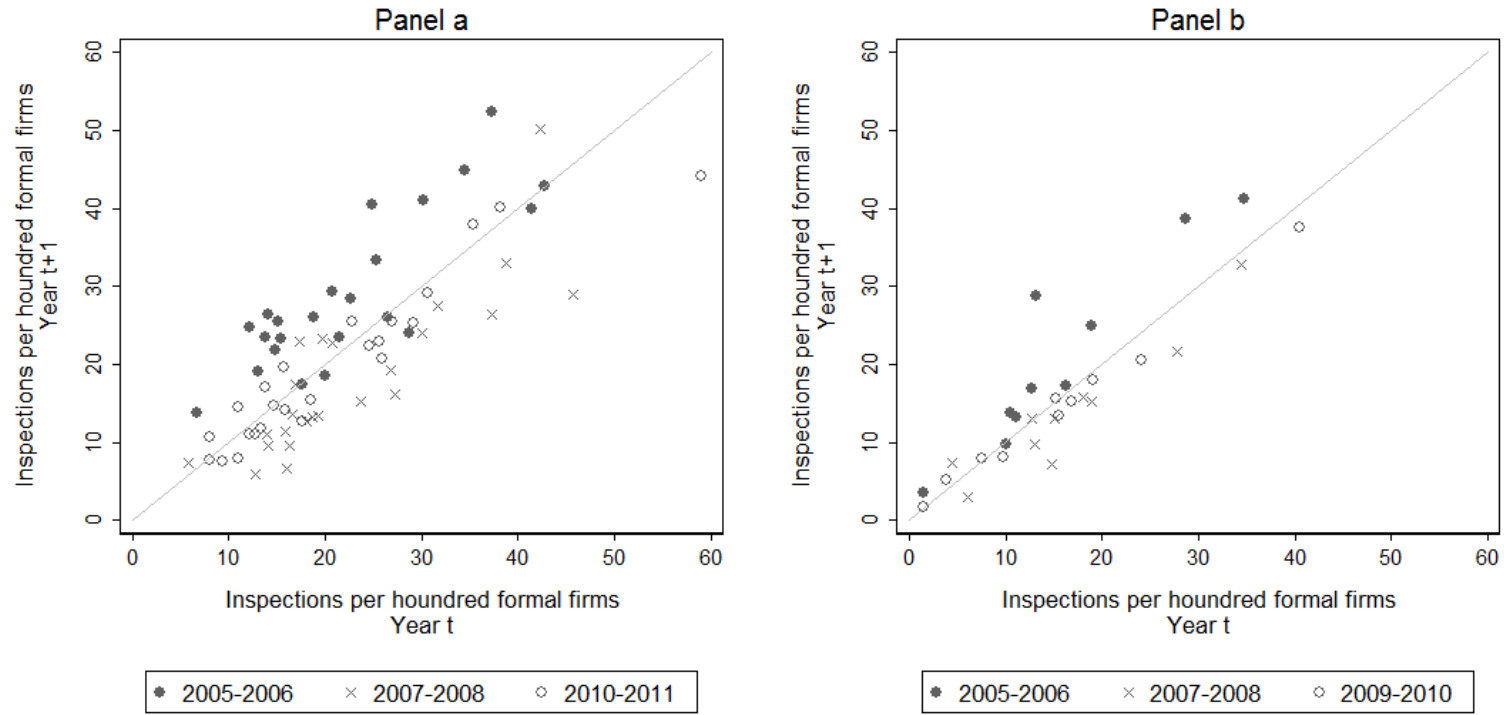 Panel a
Inspections per houndred formal firms
Year t+1
60
50
40
30
20
10
0
0 10 20 30 40 50 60
Inspections per houndred formal firms
Year t
2005-2006 2007-2008 2010-2011
Panel b
Inspections per houndred formal firms
Year t+1
60
50
40
30
20
10
0
0 10 20 30 40 50 60
Inspections per houndred formal firms
Year t
2005-2006 2007-2008 2009-2010